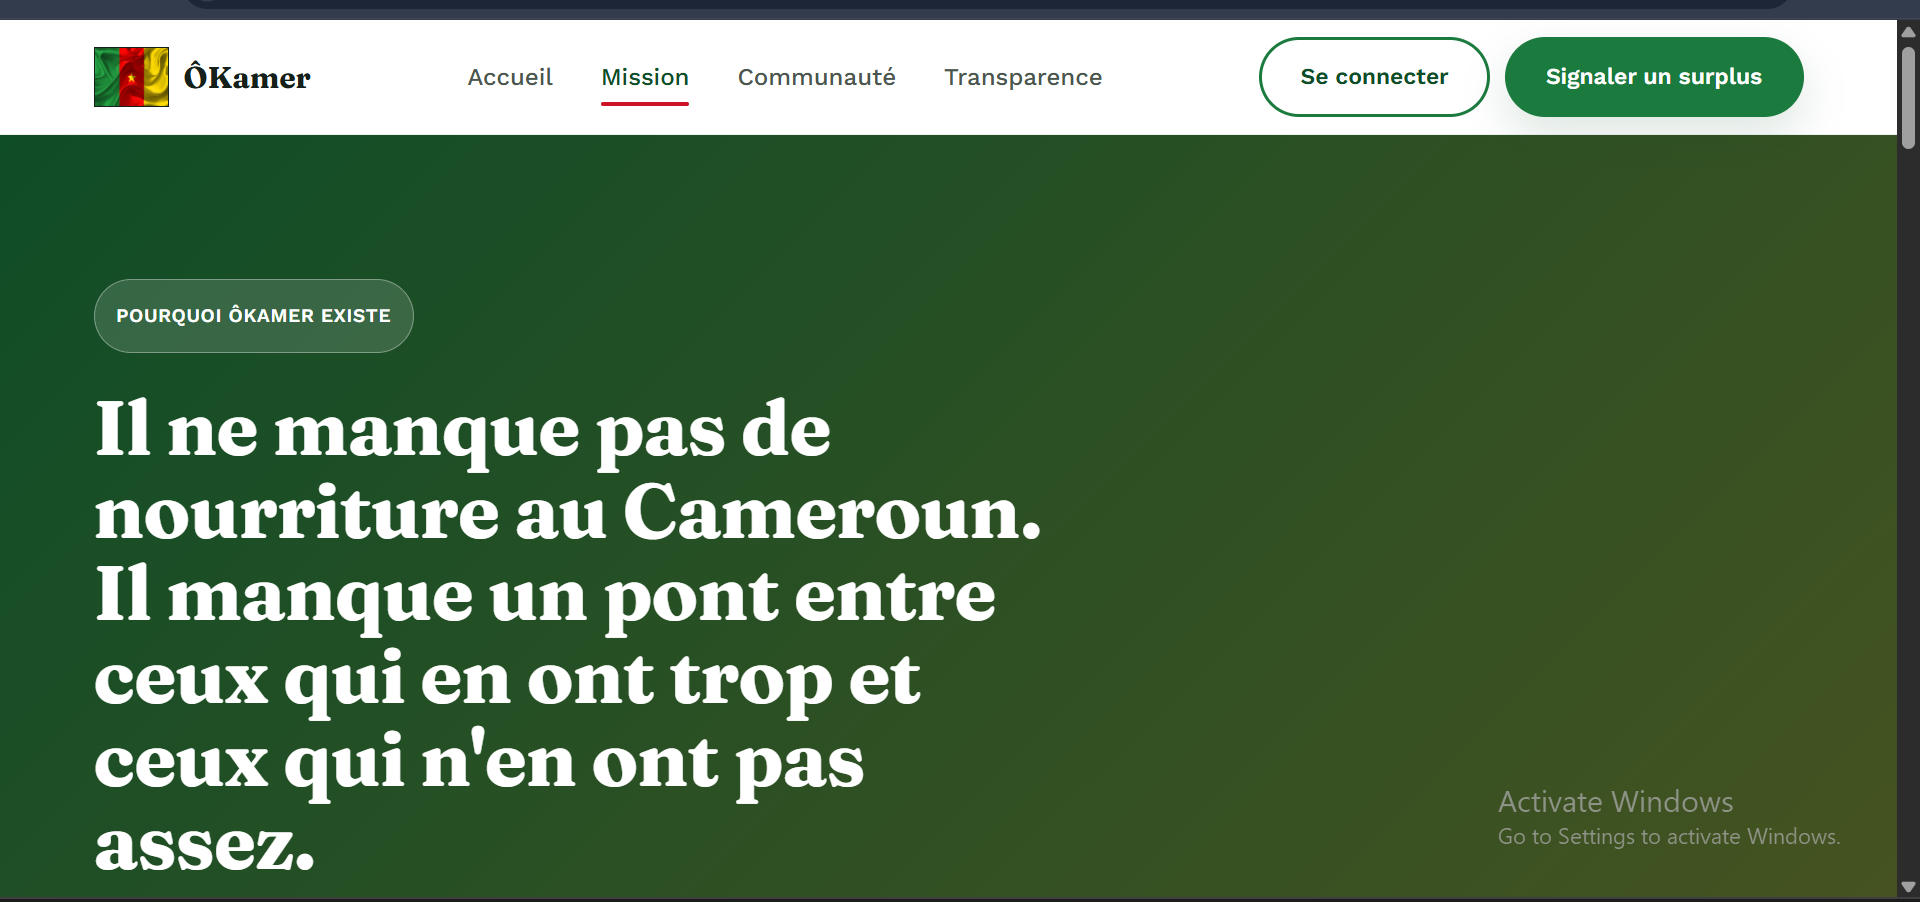 ÔKamer
Accueil
Mission
Communauté
Transparence
Se connecter
Signaler un surplus
POURQUOI ÔKAMER EXISTE
Il ne manque pas de
nourriture au Cameroun.
Il manque un pont entre
ceux qui en ont trop et
ceux qui n'en ont pas
assez.
Activate Windows
Go to Settings to activate Windows.